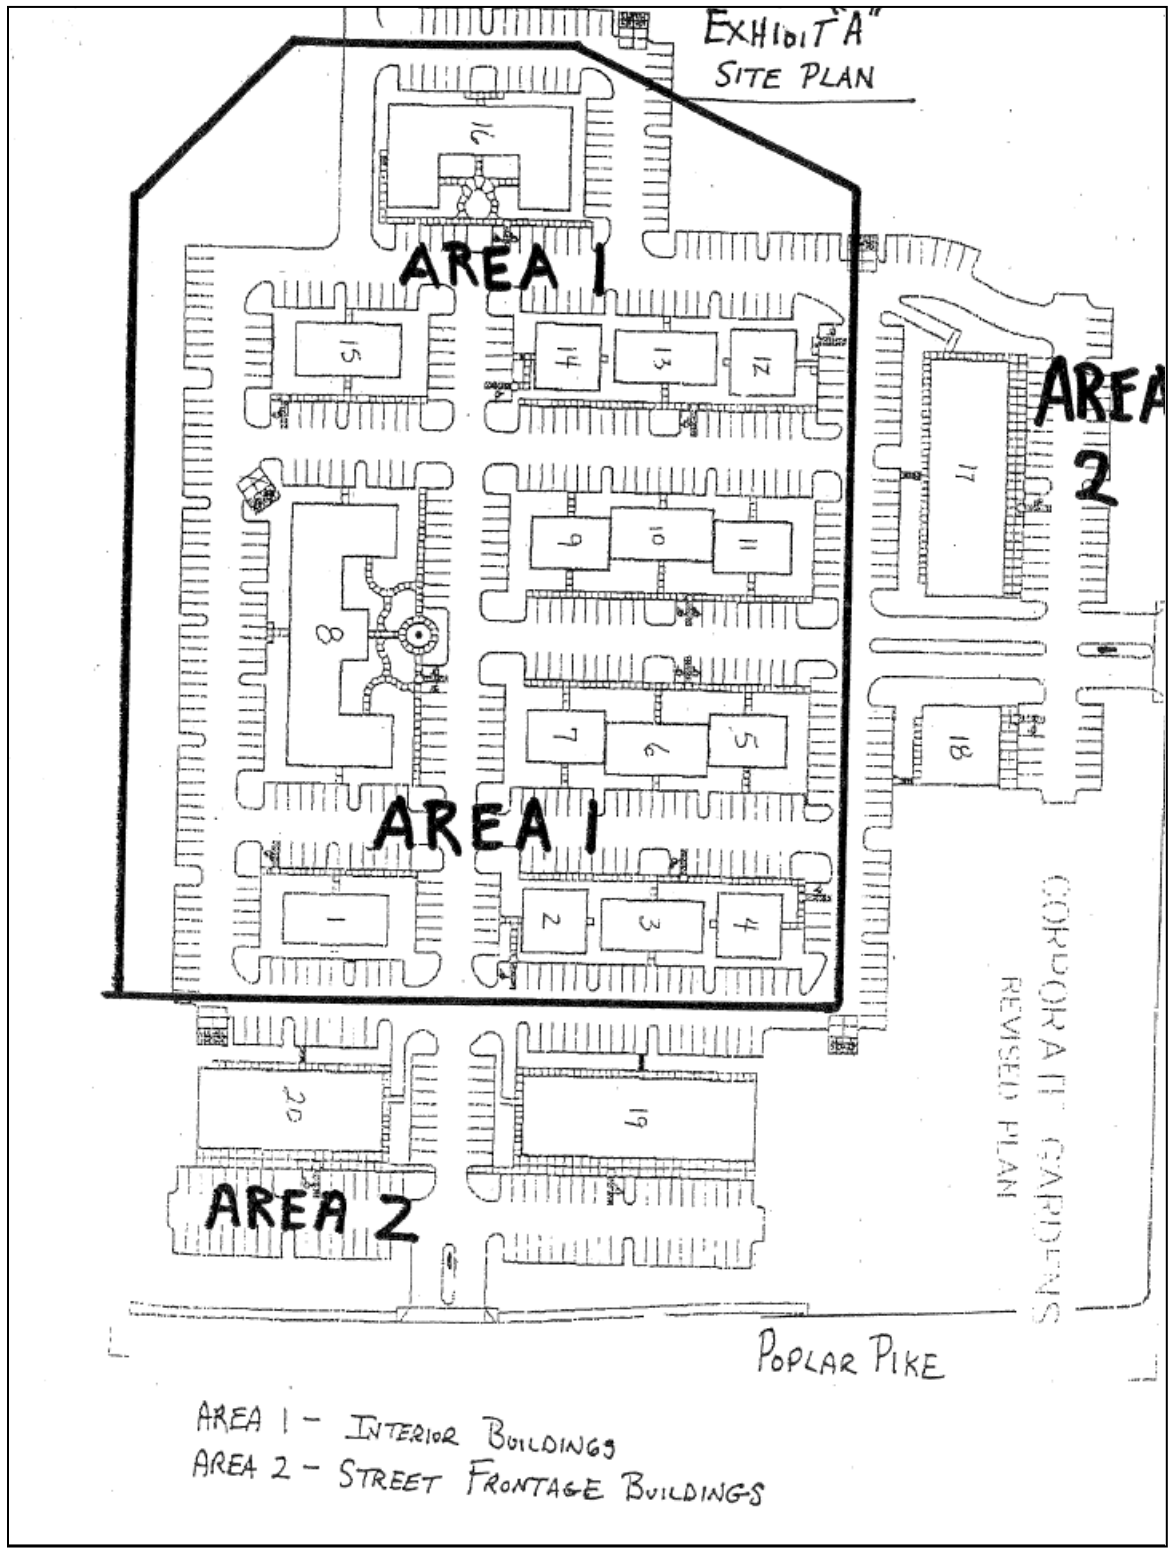 EXHIBIT "A"
SITE PLAN
16
AREA 1
15
14
13
12
AREA
2
17
9
10
11
8
7
6
5
18
AREA 1
1
2
3
4
CORPORATE GARDENS
REVISED PLAN
20
19
AREA 2
POPLAR PIKE
AREA 1 - INTERIOR BUILDINGS
AREA 2 - STREET FRONTAGE BUILDINGS